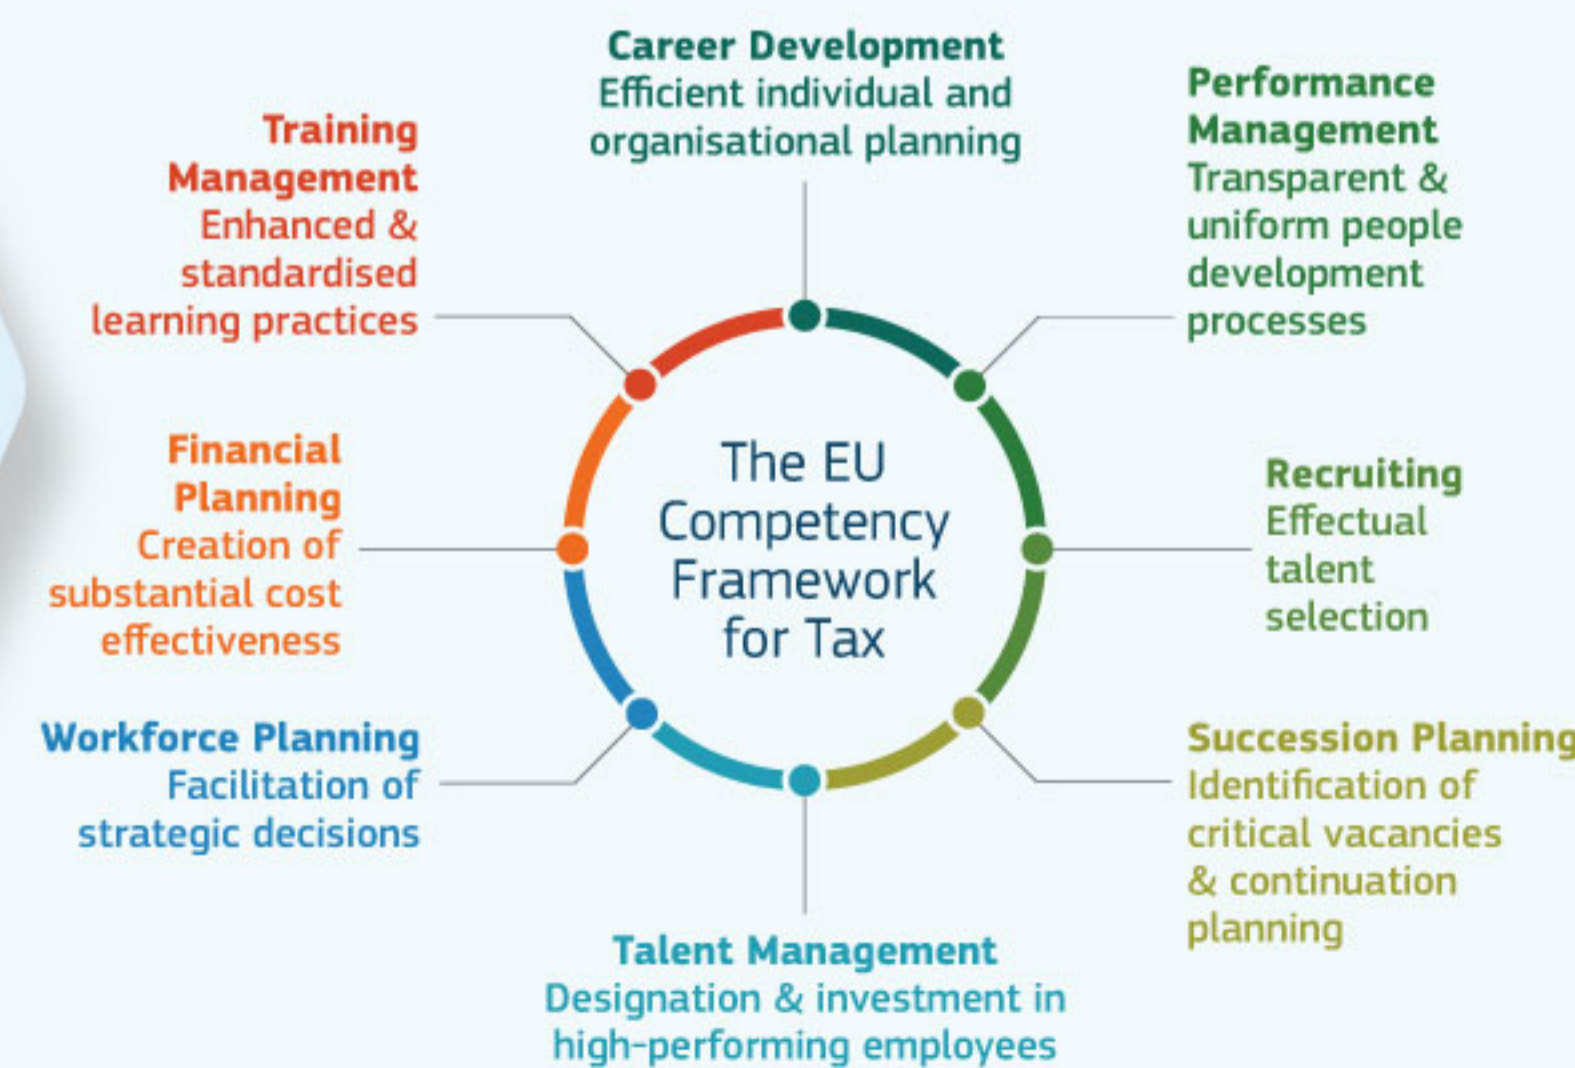 Career Development
Efficient individual and
organisational planning
Performance
Management
Transparent &
uniform people
development
processes
Recruiting
Effectual
talent
selection
Succession Planning
Identification of
critical vacancies
& continuation
planning
Talent Management
Designation & investment in
high-performing employees
Workforce Planning
Facilitation of
strategic decisions
Financial
Planning
Creation of
substantial cost
effectiveness
Training
Management
Enhanced &
standardised
learning practices
The EU
Competency
Framework
for Tax